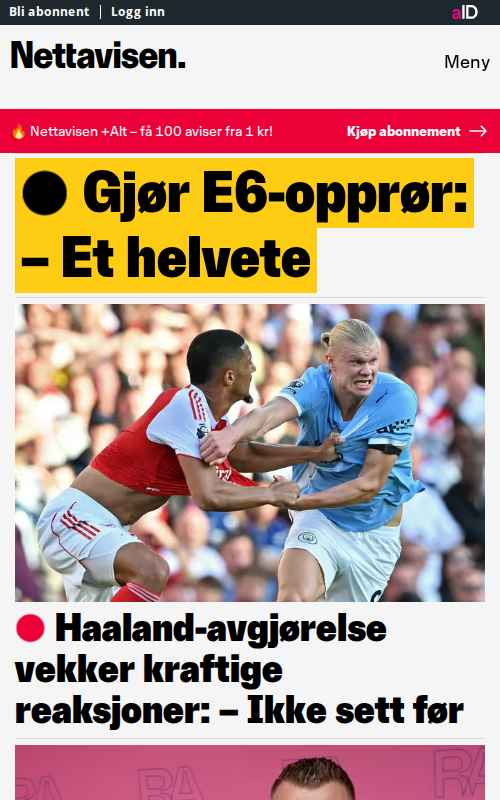 Bli abonnent | Logg inn
aID
Nettavisen.
Meny
🔥 Nettavisen +Alt – få 100 aviser fra 1 kr!
Kjøp abonnement →
Gjør E6-opprør:
– Et helvete
Haaland-avgjørelse
vekker kraftige
reaksjoner: – Ikke sett før